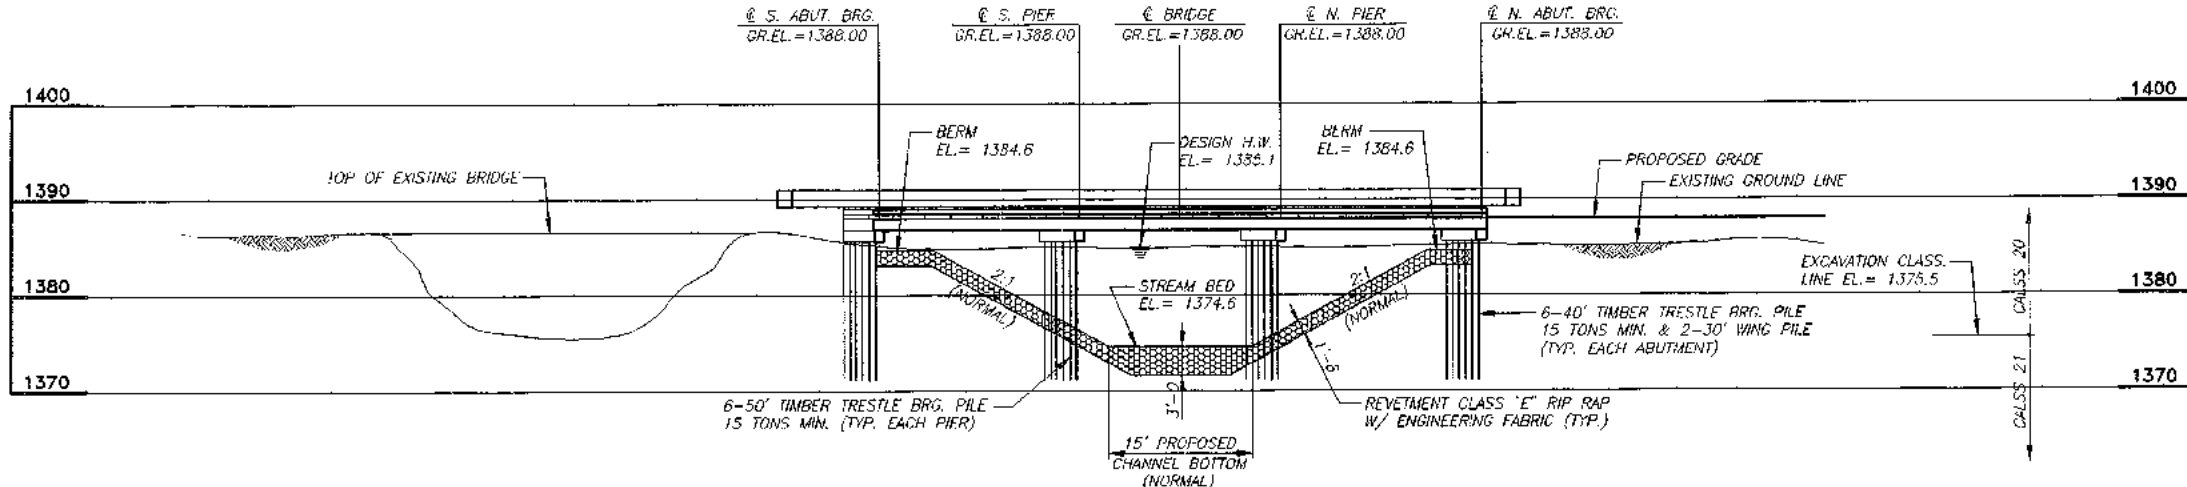 ℄ S. ABUT. BRG.
GR.EL.=1388.00
℄ S. PIER
GR.EL.=1388.00
℄ BRIDGE
GR.EL.=1388.00
℄ N. PIER
GR.EL.=1388.00
℄ N. ABUT. BRG.
GR.EL.=1388.00
1400
1400
BERM
EL.= 1384.6
DESIGN H.W.
EL.= 1385.1
BERM
EL.= 1384.6
PROPOSED GRADE
EXISTING GROUND LINE
TOP OF EXISTING BRIDGE
1390
1390
2:1
(NORMAL)
STREAM BED
EL.= 1374.6
2:1
(NORMAL)
EXCAVATION CLASS.
LINE EL.= 1375.5
CALSS 20
1380
1380
6-40' TIMBER TRESTLE BRG. PILE
15 TONS MIN. & 2-30' WING PILE
(TYP. EACH ABUTMENT)
1'-6
3'-0
1370
1370
CALSS 21
6-50' TIMBER TRESTLE BRG. PILE
15 TONS MIN. (TYP. EACH PIER)
REVETMENT CLASS "E" RIP RAP
W/ ENGINEERING FABRIC (TYP.)
15' PROPOSED
CHANNEL BOTTOM
(NORMAL)